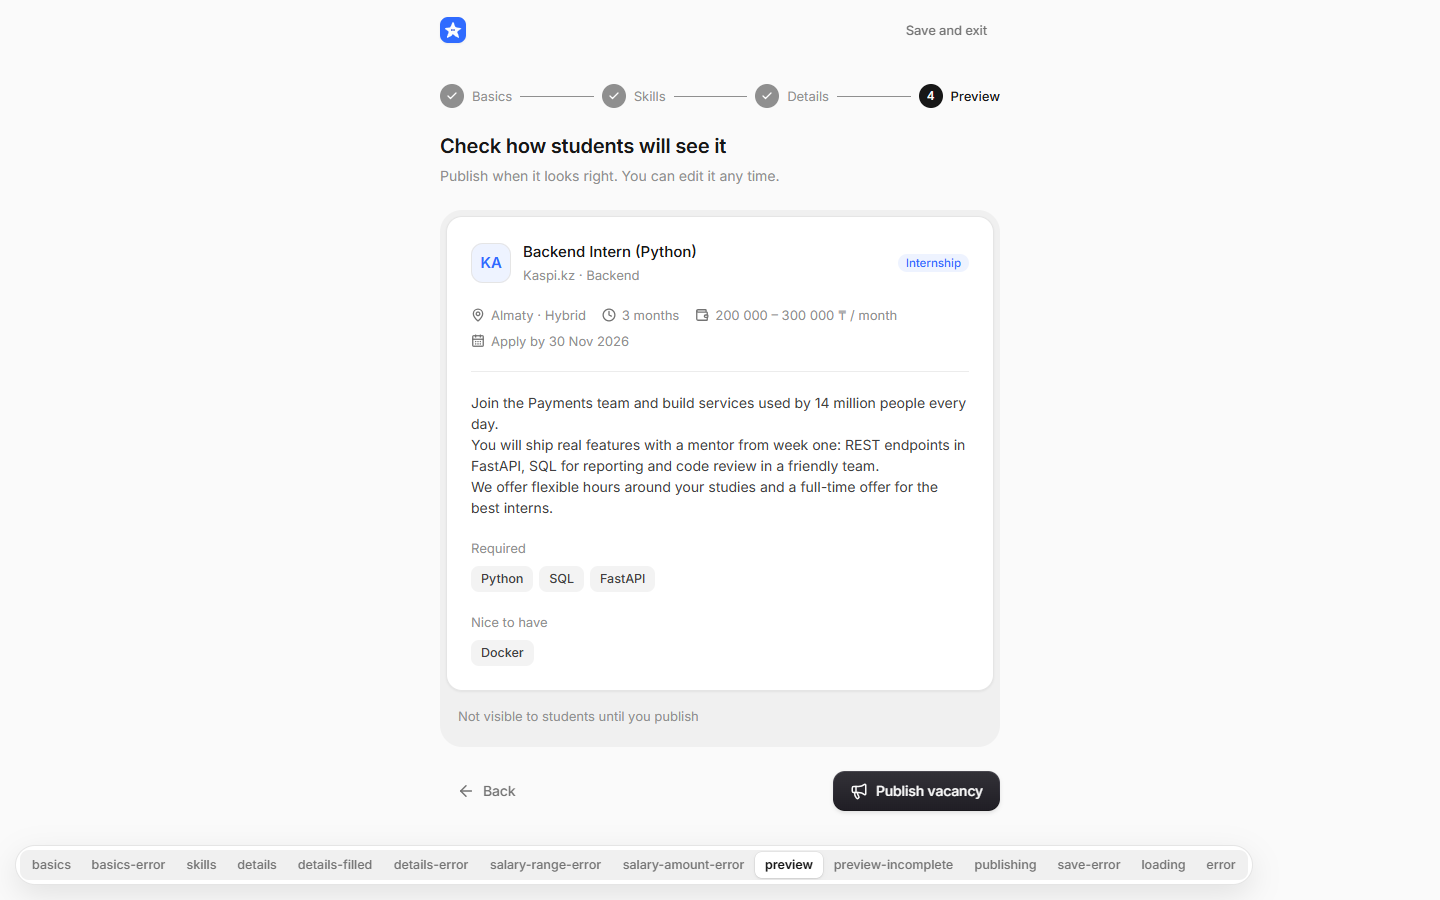 Save and exit
Basics
Skills
Details
4 Preview
Check how students will see it
Publish when it looks right. You can edit it any time.
KA
Backend Intern (Python)
Kaspi.kz · Backend
Internship
Almaty · Hybrid
3 months
200 000 – 300 000 ₸ / month
Apply by 30 Nov 2026
Join the Payments team and build services used by 14 million people every
day.
You will ship real features with a mentor from week one: REST endpoints in
FastAPI, SQL for reporting and code review in a friendly team.
We offer flexible hours around your studies and a full-time offer for the
best interns.
Required
Python SQL FastAPI
Nice to have
Docker
Not visible to students until you publish
Back
Publish vacancy
basics basics-error skills details details-filled details-error salary-range-error salary-amount-error preview preview-incomplete publishing save-error loading error